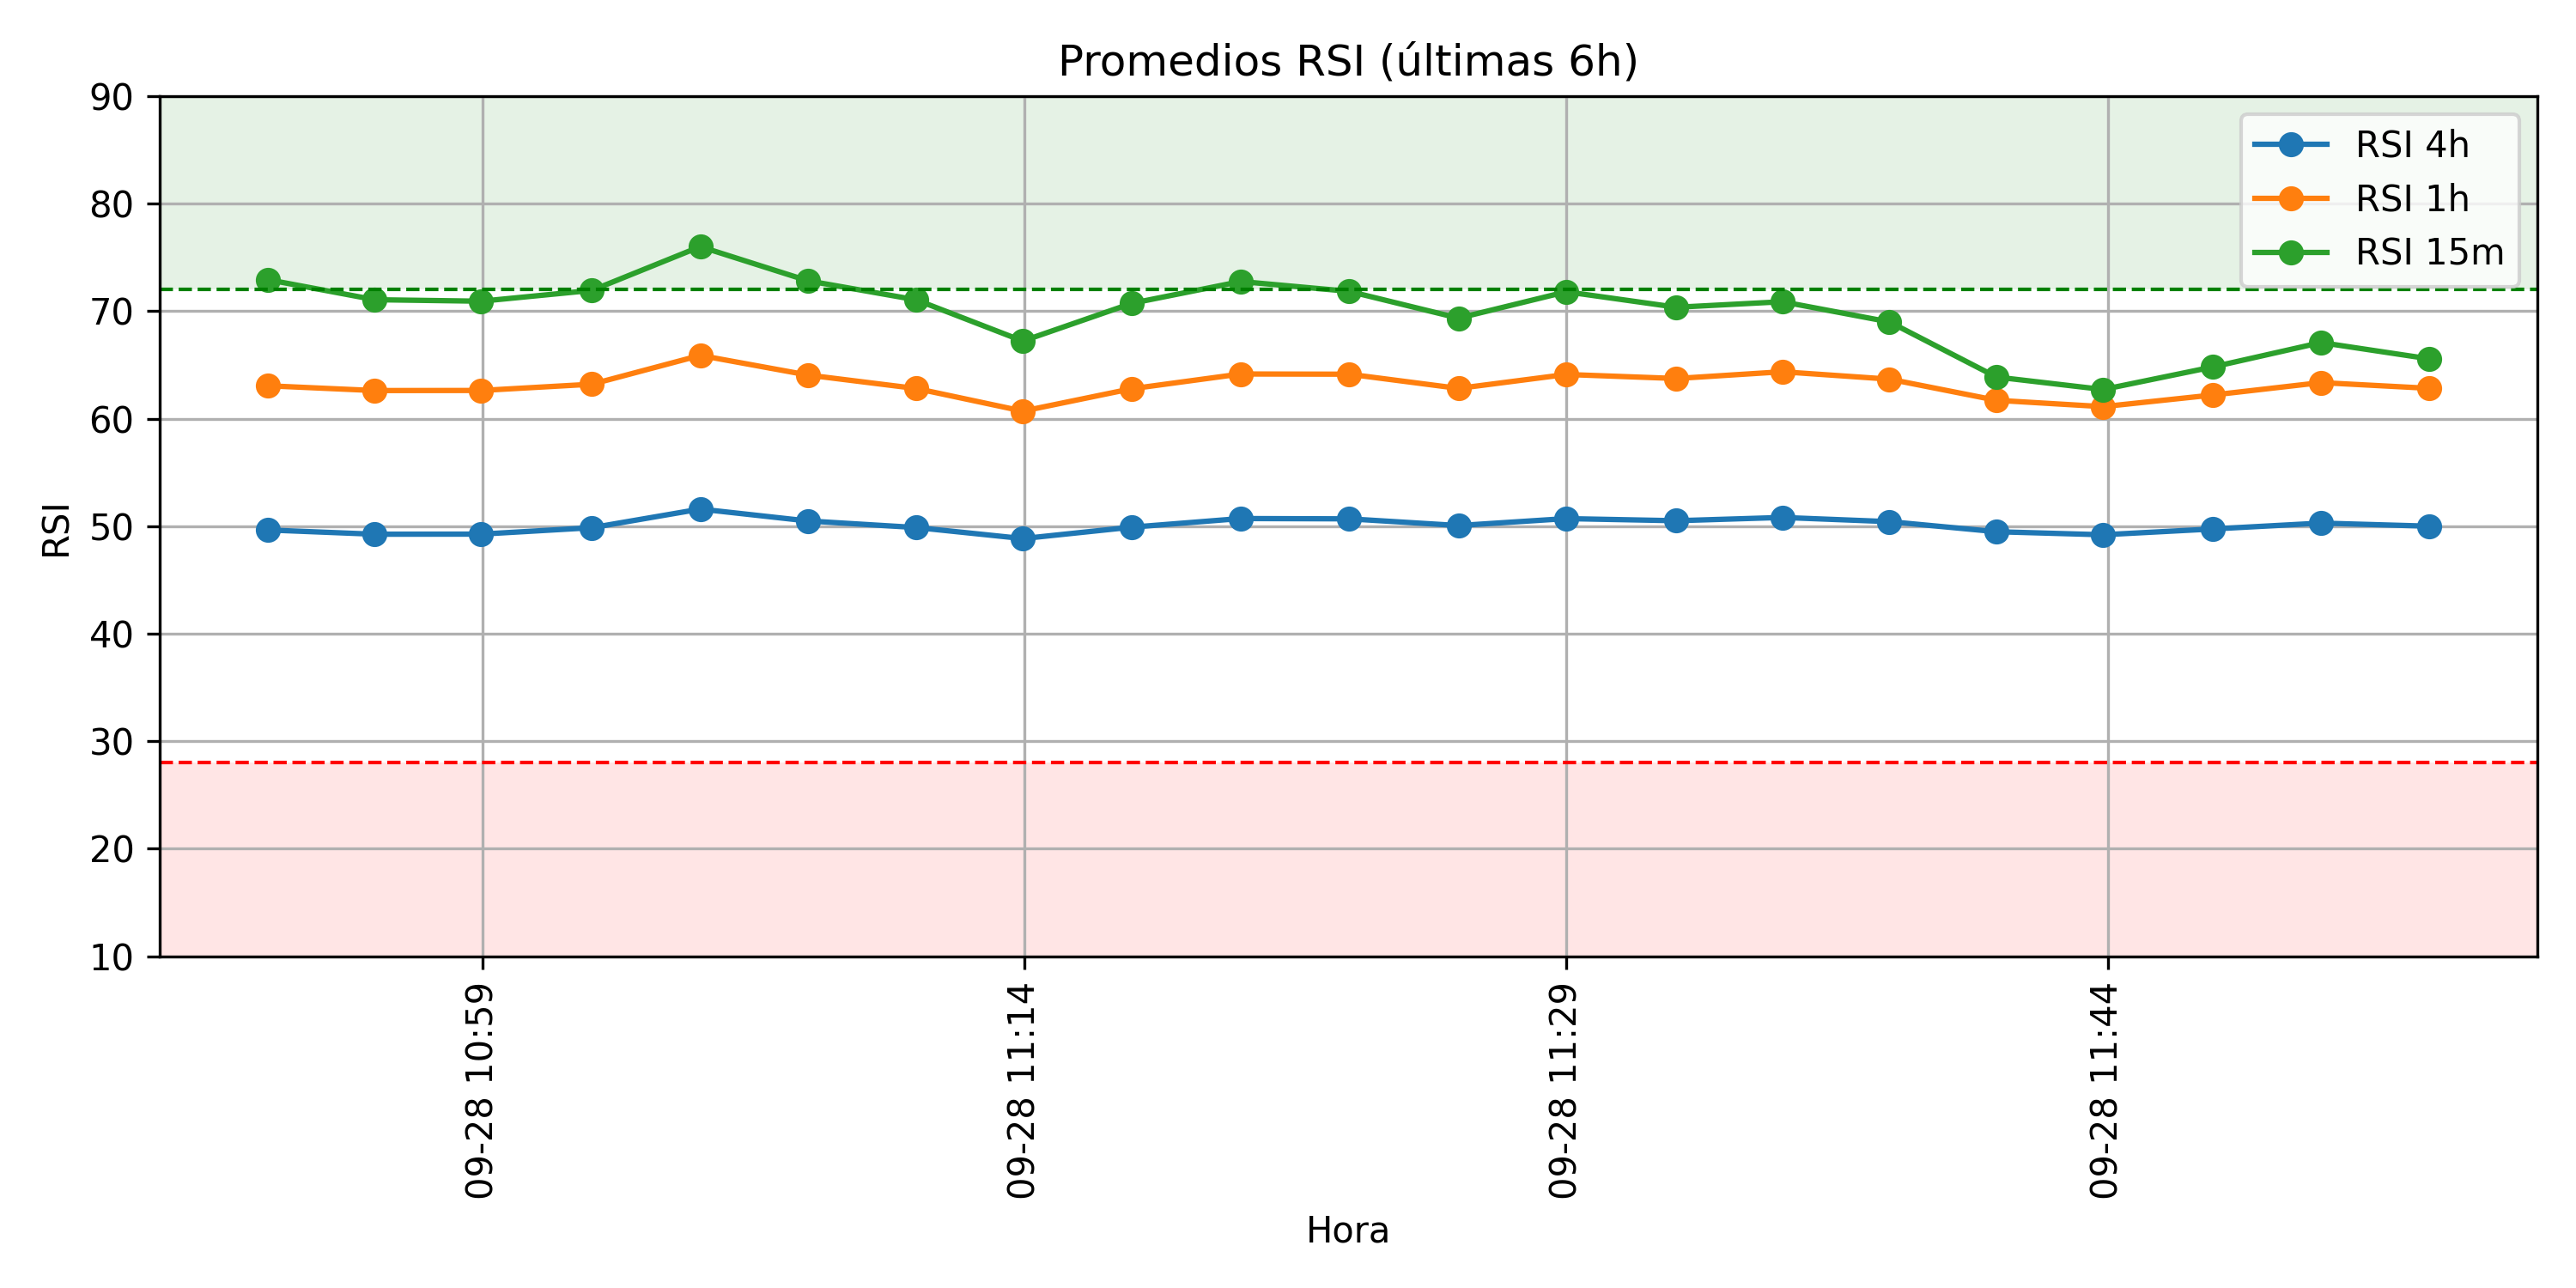 Promedios RSI (últimas 6h)
90
80
70
60
50
40
30
20
10
RSI
RSI 4h
RSI 1h
RSI 15m
09-28 10:59
09-28 11:14
09-28 11:29
09-28 11:44
Hora